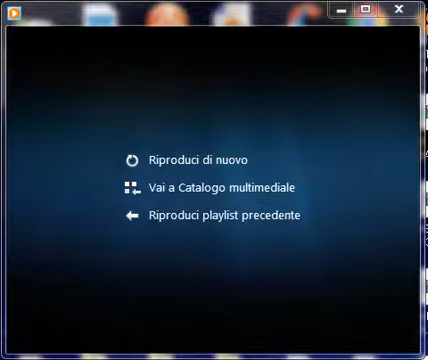 Riproduci di nuovo
Vai a Catalogo multimediale
Riproduci playlist precedente